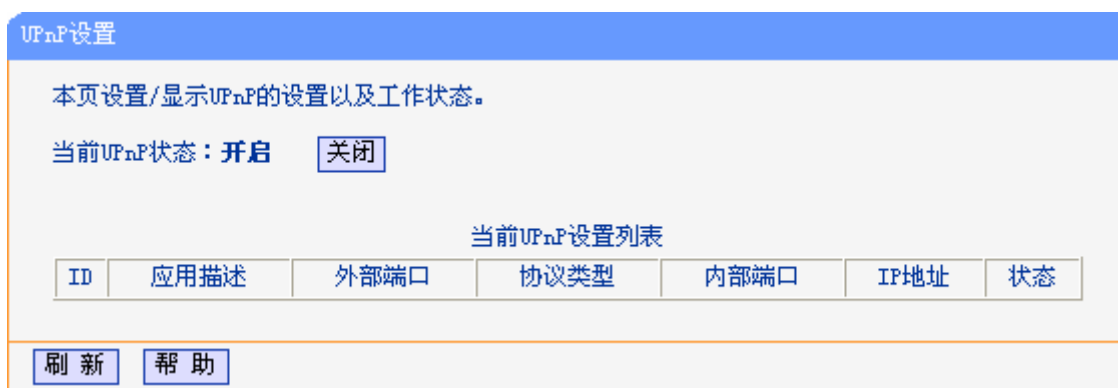 UPnP设置
本页设置/显示UPnP的设置以及工作状态。
当前UPnP状态：开启 关闭
当前UPnP设置列表
ID 应用描述 外部端口 协议类型 内部端口 IP地址 状态
刷 新 帮 助